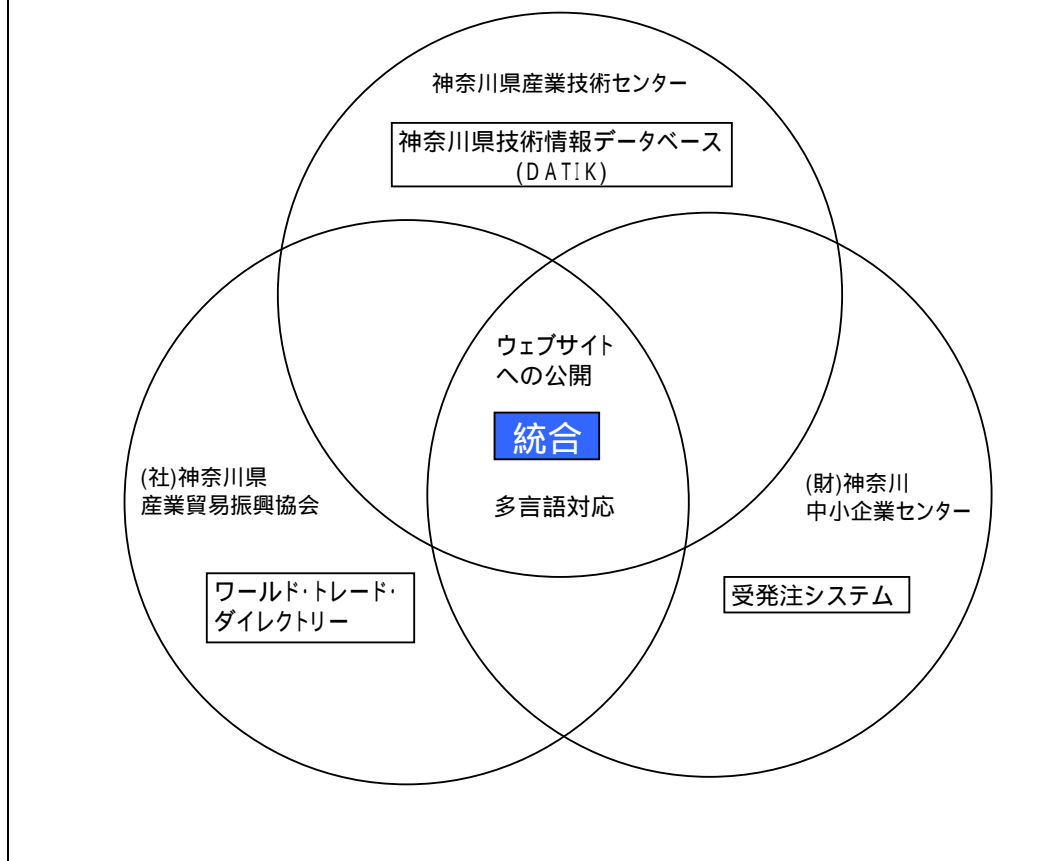 神奈川県産業技術センター
神奈川県技術情報データベース
(DATIK)
ウェブサイト
への公開
統合
多言語対応
(社)神奈川県
産業貿易振興協会
ワールド・トレード・
ダイレクトリー
(財)神奈川
中小企業センター
受発注システム